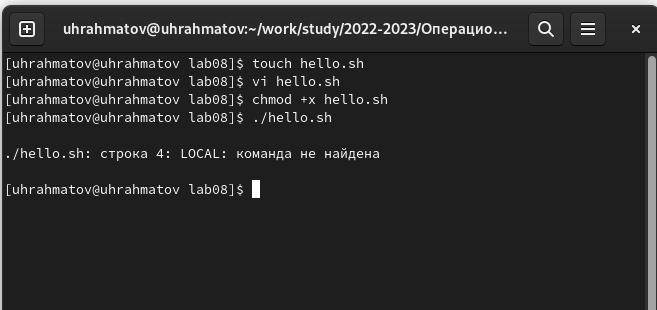 uhrahmatov@uhrahmatov:~/work/study/2022-2023/Операцио...
[uhrahmatov@uhrahmatov lab08]$ touch hello.sh
[uhrahmatov@uhrahmatov lab08]$ vi hello.sh
[uhrahmatov@uhrahmatov lab08]$ chmod +x hello.sh
[uhrahmatov@uhrahmatov lab08]$ ./hello.sh
./hello.sh: строка 4: LOCAL: команда не найдена
[uhrahmatov@uhrahmatov lab08]$